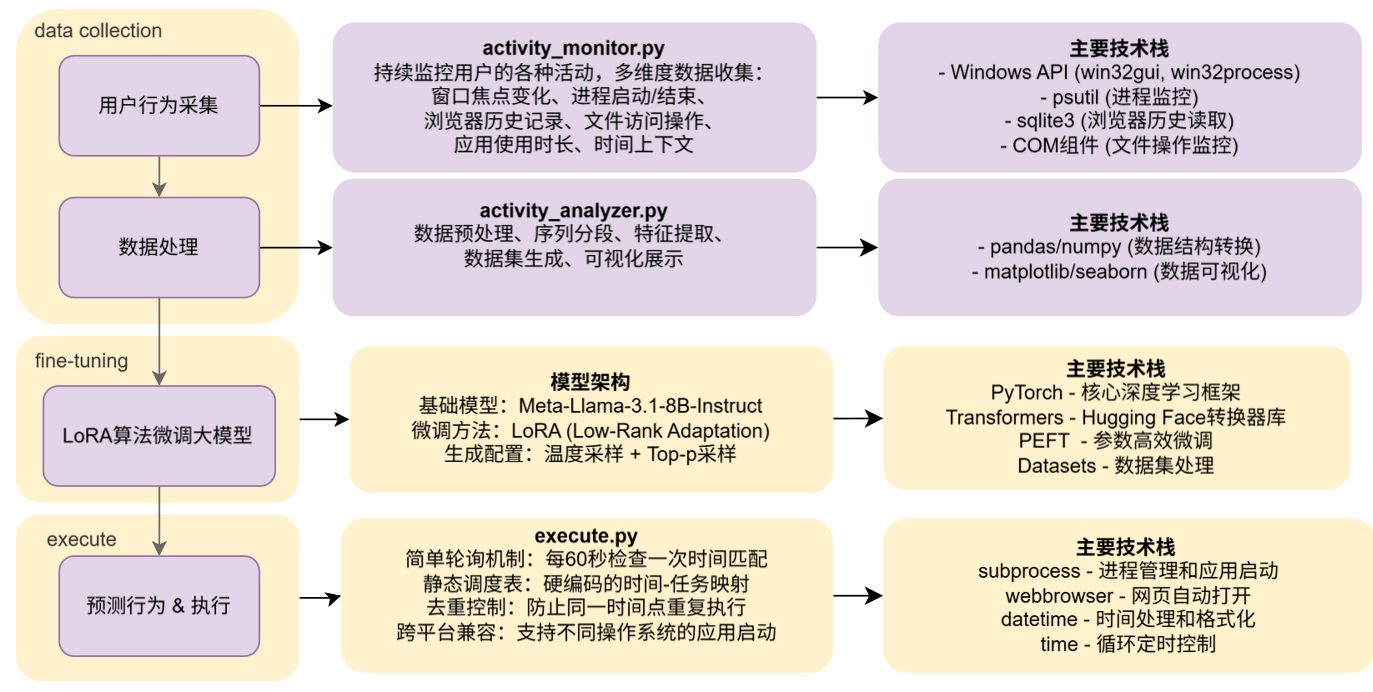 data collection
用户行为采集
activity_monitor.py
持续监控用户的各种活动，多维度数据收集：
窗口焦点变化、进程启动/结束、
浏览器历史记录、文件访问操作、
应用使用时长、时间上下文
主要技术栈
- Windows API (win32gui, win32process)
- psutil (进程监控)
- sqlite3 (浏览器历史读取)
- COM组件 (文件操作监控)
数据处理
activity_analyzer.py
数据预处理、序列分段、特征提取、
数据集生成、可视化展示
主要技术栈
- pandas/numpy (数据结构转换)
- matplotlib/seaborn (数据可视化)
fine-tuning
LoRA算法微调大模型
模型架构
基础模型：Meta-Llama-3.1-8B-Instruct
微调方法：LoRA (Low-Rank Adaptation)
生成配置：温度采样 + Top-p采样
主要技术栈
PyTorch - 核心深度学习框架
Transformers - Hugging Face转换器库
PEFT - 参数高效微调
Datasets - 数据集处理
execute
预测行为 & 执行
execute.py
简单轮询机制：每60秒检查一次时间匹配
静态调度表：硬编码的时间-任务映射
去重控制：防止同一时间点重复执行
跨平台兼容：支持不同操作系统的应用启动
主要技术栈
subprocess - 进程管理和应用启动
webbrowser - 网页自动打开
datetime - 时间处理和格式化
time - 循环定时控制